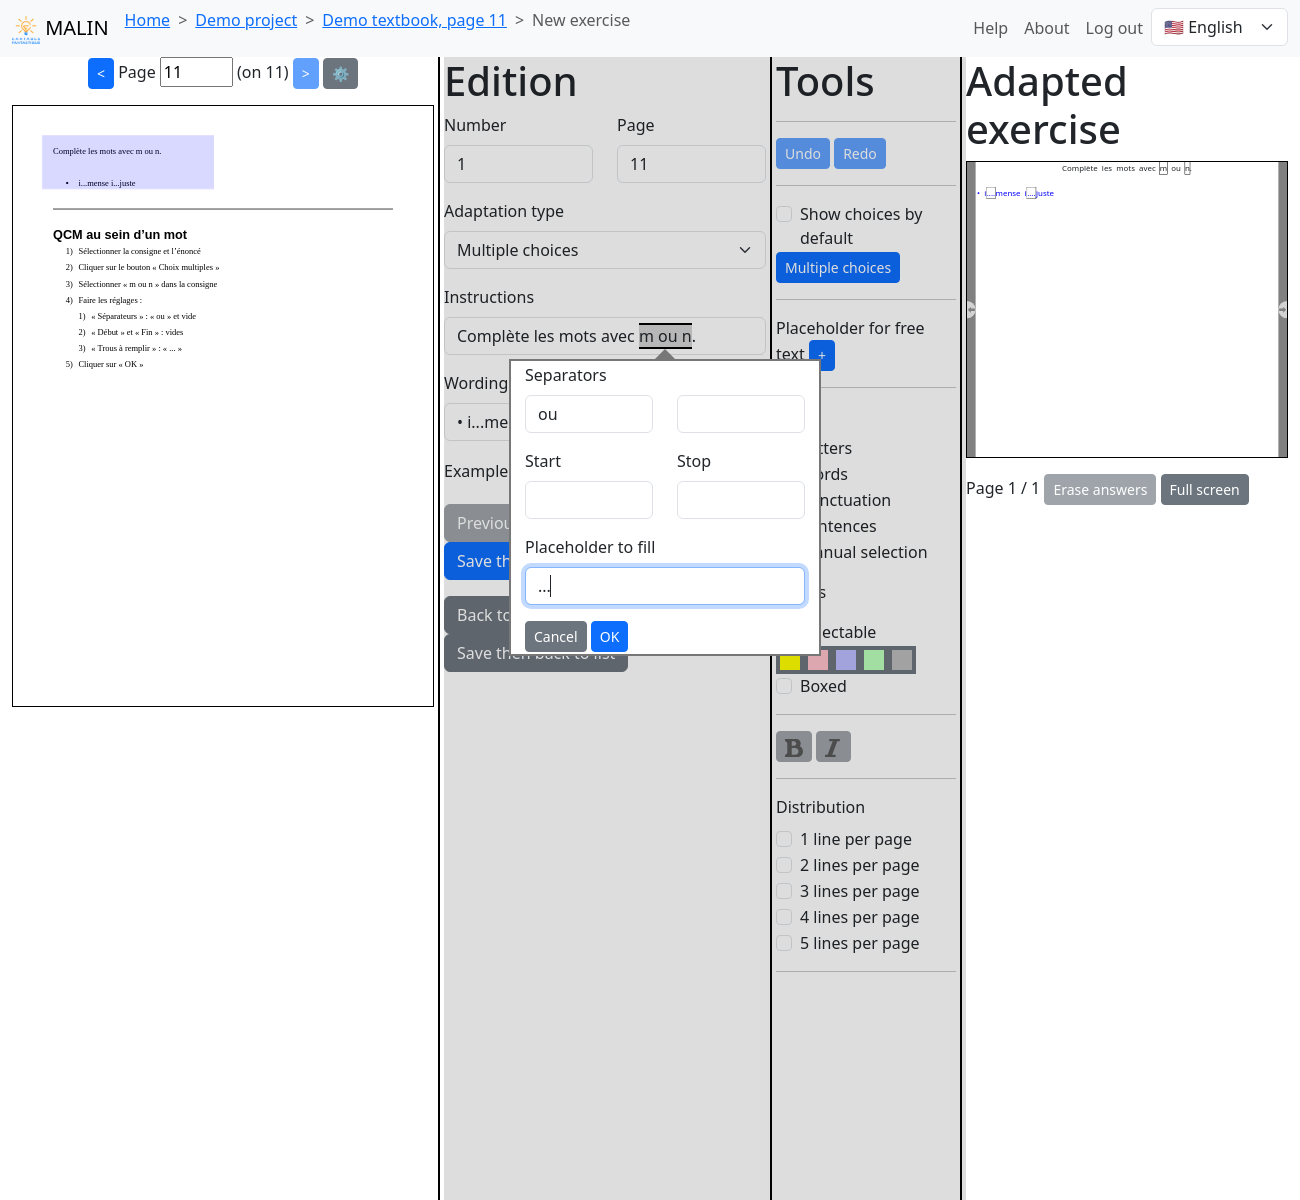 MALIN
Home > Demo project > Demo textbook, page 11 > New exercise
Help About Log out 🇺🇸 English
< Page 11 (on 11) > ⚙️
Complète les mots avec m ou n.
• i...mense i...juste
QCM au sein d’un mot
1) Sélectionner la consigne et l’énoncé
2) Cliquer sur le bouton « Choix multiples »
3) Sélectionner « m ou n » dans la consigne
4) Faire les réglages :
1) « Séparateurs » : « ou » et vide
2) « Début » et « Fin » : vides
3) « Trous à remplir » : « ... »
5) Cliquer sur « OK »
Edition
Number Page
1 11
Adaptation type
Multiple choices
Instructions
Complète les mots avec m ou n.
Wording
• i...me
Example
Previou
Save th
Back to
Save then back to list
Separators
ou
Start Stop
Placeholder to fill
...
Cancel OK
Tools
Undo Redo
Show choices by
default
Multiple choices
Placeholder for free
text +
tters
ords
nctuation
ntences
nual selection
s
ectable
Boxed
B I
Distribution
1 line per page
2 lines per page
3 lines per page
4 lines per page
5 lines per page
Adapted
exercise
Complète les mots avec m ou n.
• i...mense i...juste
Page 1 / 1 Erase answers Full screen